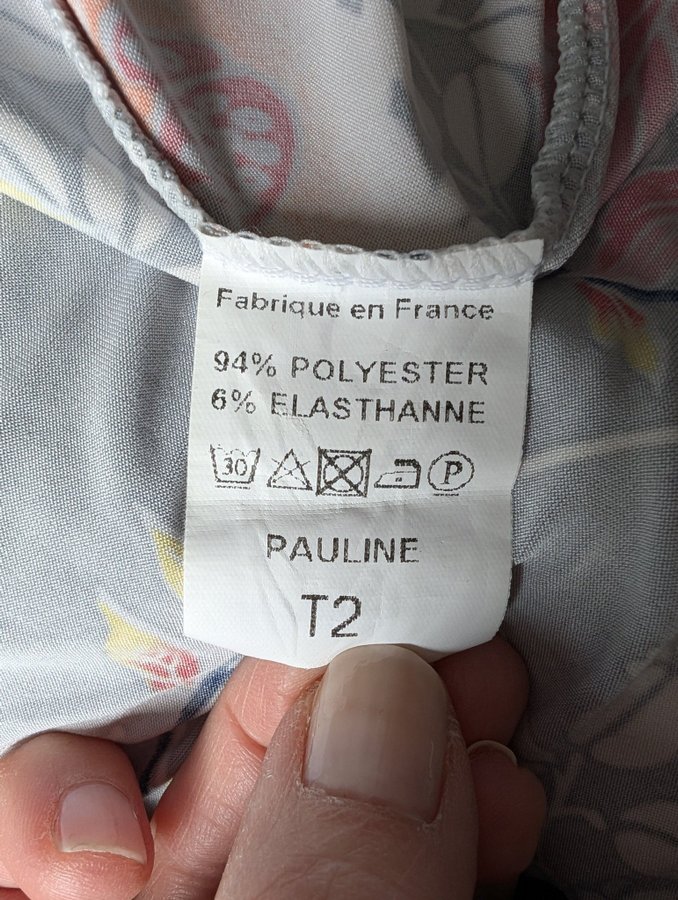 Fabrique en France
94% POLYESTER
6% ELASTHANNE
30 P
PAULINE
T2